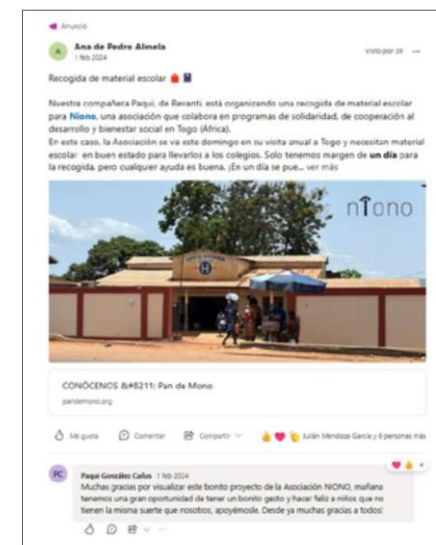 Anuncio
A
Ana de Pedro Almela
1 feb 2024
Visto por 39
Recogida de material escolar
Nuestra compañera Paqui, de Revanti, está organizando una recogida de material escolar
para Niono, una asociación que colabora en programas de solidaridad, de cooperación al
desarrollo y bienestar social en Togo (África).
En este caso, la Asociación se va este domingo en su visita anual a Togo y necesitan material
escolar en buen estado para llevarlos a los colegios. Solo tenemos margen de un día para
la recogida, pero cualquier ayuda es buena. ¡En un día se pue... ver más
niono
H
CONÓCENOS &#8211; Pan de Mono
pandemono.org
Me gusta
Comentar
Compartir
Julián Mendoza García y 6 personas más
PC
Paqui González Cañas 1 feb 2024
4
Muchas gracias por visualizar este bonito proyecto de la Asociación NIONO, mañana
tenemos una gran oportunidad de tener un bonito gesto y hacer feliz a niños que no
tienen la misma suerte que nosotros, apoyémosle. Desde ya muchas gracias a todos!